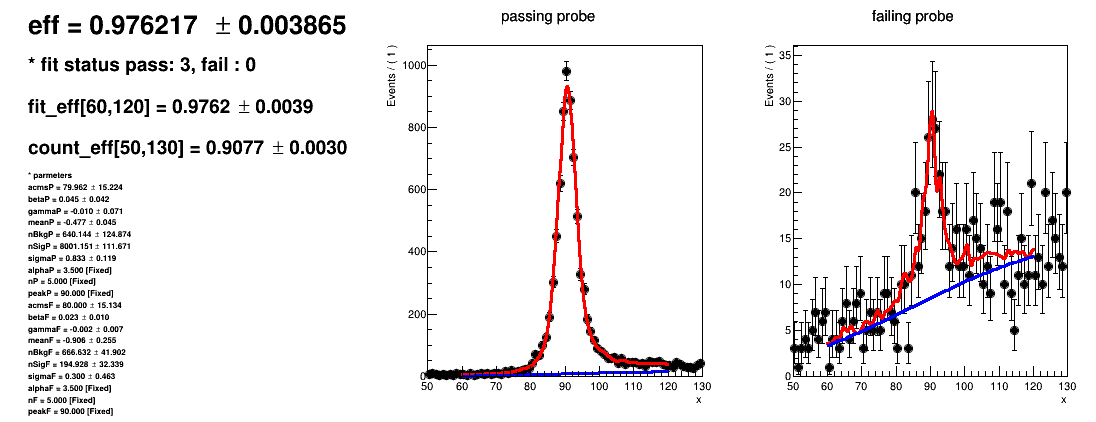 eff = 0.976217 ± 0.003865
* fit status pass: 3, fail : 0
fit_eff[60,120] = 0.9762 ± 0.0039
count_eff[50,130] = 0.9077 ± 0.0030
* parmeters
acmsP = 79.962 ± 15.224
betaP = 0.045 ± 0.042
gammaP = -0.010 ± 0.071
meanP = -0.477 ± 0.045
nBkgP = 640.144 ± 124.874
nSigP = 8001.151 ± 111.671
sigmaP = 0.833 ± 0.119
alphaP = 3.500 [Fixed]
nP = 5.000 [Fixed]
peakP = 90.000 [Fixed]
acmsF = 80.000 ± 15.134
betaF = 0.023 ± 0.010
gammaF = -0.002 ± 0.007
meanF = -0.906 ± 0.255
nBkgF = 666.632 ± 41.902
nSigF = 194.928 ± 32.339
sigmaF = 0.300 ± 0.463
alphaF = 3.500 [Fixed]
nF = 5.000 [Fixed]
peakF = 90.000 [Fixed]
passing probe
Events / ( 1 )
1000
800
600
400
200
0
50 60 70 80 90 100 110 120 130
x
failing probe
Events / ( 1 )
35
30
25
20
15
10
5
0
50 60 70 80 90 100 110 120 130
x